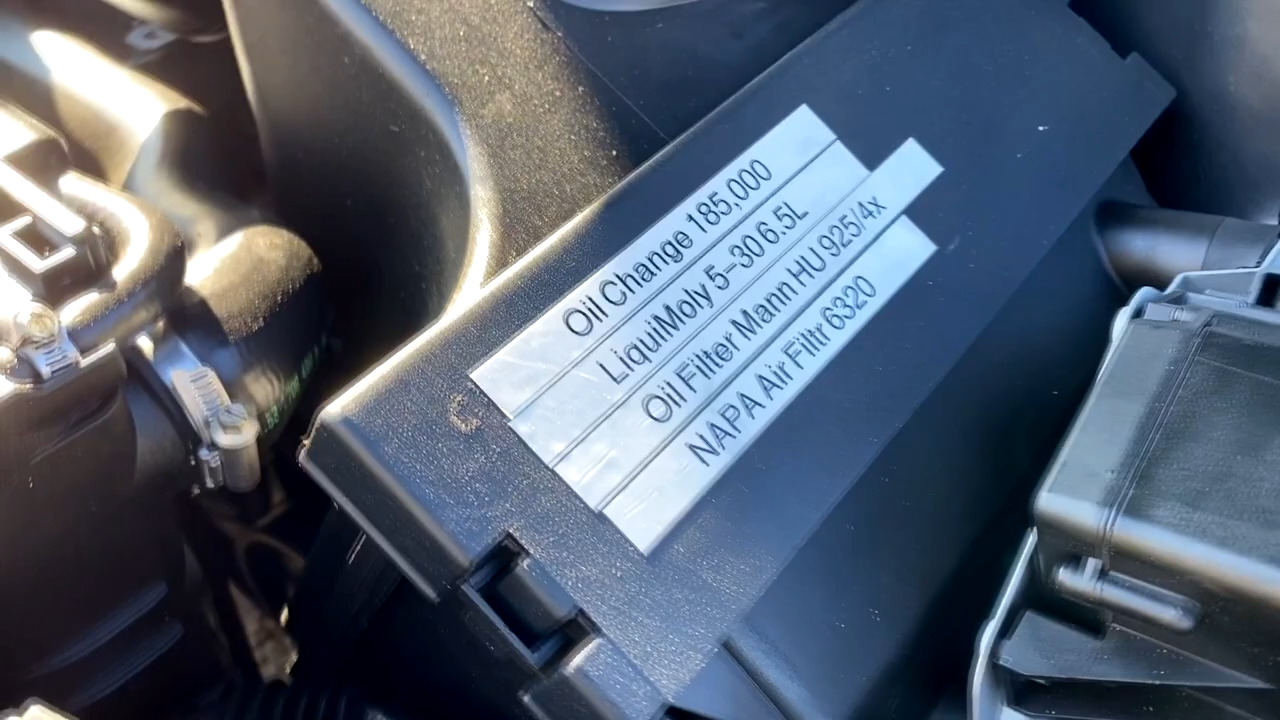 Oil Change 185,000
LiquiMoly 5-30 6.5L
Oil Filter Mann HU 925/4x
NAPA Air Filtr 6320